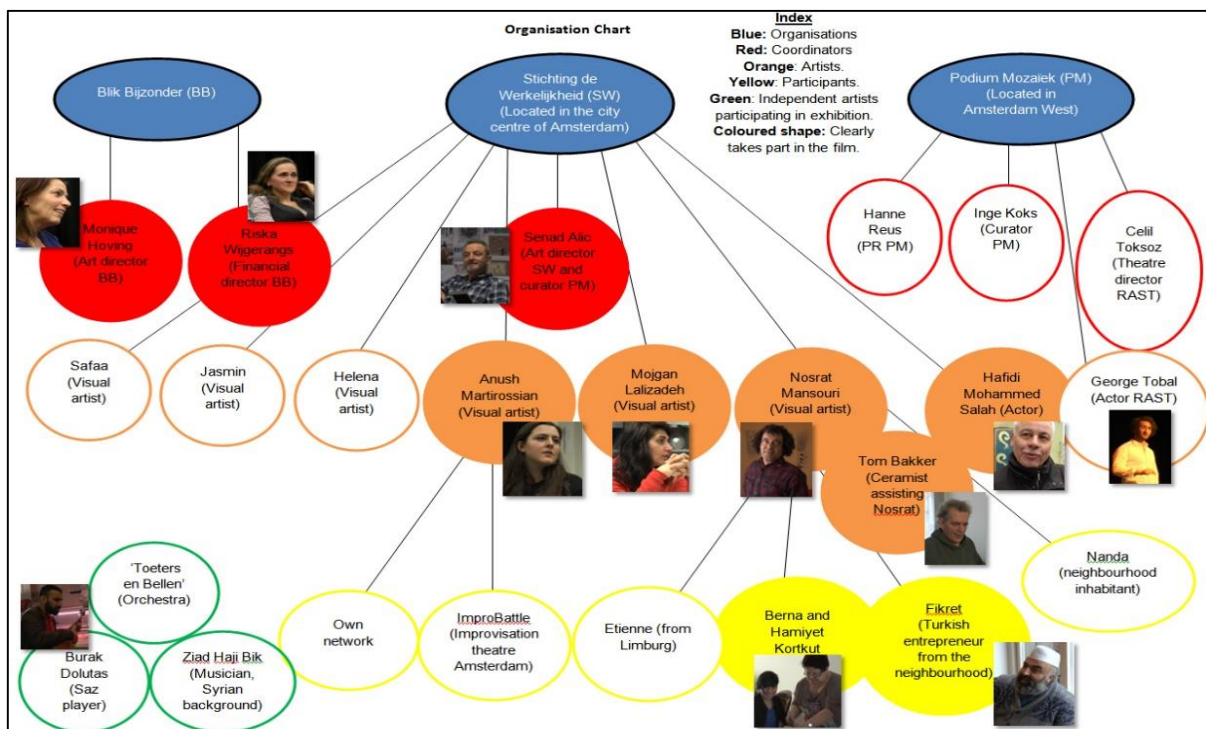 Organisation Chart
Index
Blue: Organisations
Red: Coordinators
Orange: Artists.
Yellow: Participants.
Green: Independent artists
participating in exhibition.
Coloured shape: Clearly
takes part in the film.
Blik Bijzonder (BB)
Stichting de
Werkelijkheid (SW)
(Located in the city
centre of Amsterdam)
Podium Mozaïek (PM)
(Located in
Amsterdam West)
Monique
Hoving
(Art director
BB)
Riska
Wijgerangs
(Financial
director BB)
Senad Alic
(Art director
SW and
curator PM)
Hanne
Reus
(PR PM)
Inge Koks
(Curator
PM)
Celil
Toksoz
(Theatre
director
RAST)
Safaa
(Visual
artist)
Jasmin
(Visual
artist)
Helena
(Visual
artist)
Anush
Martirossian
(Visual artist)
Mojgan
Lalizadeh
(Visual artist)
Nosrat
Mansouri
(Visual artist)
Tom Bakker
(Ceramist
assisting
Nosrat)
Hafidi
Mohammed
Salah (Actor)
George Tobal
(Actor RAST)
‘Toeters
en Bellen’
(Orchestra)
Burak
Dolutas
(Saz
player)
Ziad Haji Bik
(Musician,
Syrian
background)
Own
network
ImproBattle
(Improvisation
theatre
Amsterdam)
Etienne (from
Limburg)
Berna and
Hamiyet
Kortkut
Fikret
(Turkish
entrepreneur
from the
neighbourhood)
Nanda
(neighbourhood
inhabitant)